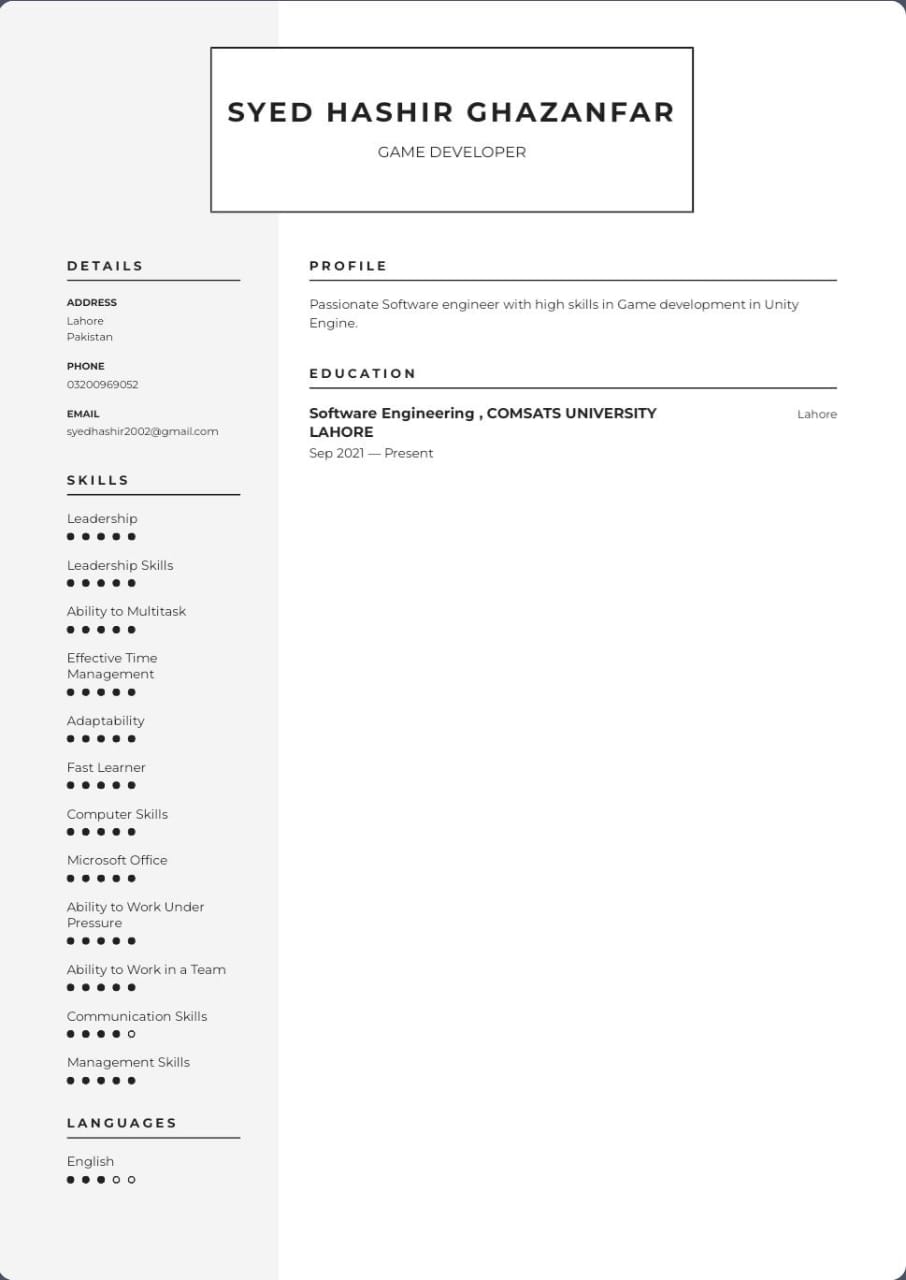 SYED HASHIR GHAZANFAR
GAME DEVELOPER
DETAILS
ADDRESS
Lahore
Pakistan
PHONE
03200969052
EMAIL
syedhashir2002@gmail.com
SKILLS
Leadership
Leadership Skills
Ability to Multitask
Effective Time
Management
Adaptability
Fast Learner
Computer Skills
Microsoft Office
Ability to Work Under
Pressure
Ability to Work in a Team
Communication Skills
Management Skills
LANGUAGES
English
PROFILE
Passionate Software engineer with high skills in Game development in Unity
Engine.
EDUCATION
Software Engineering , COMSATS UNIVERSITY
LAHORE
Lahore
Sep 2021 — Present